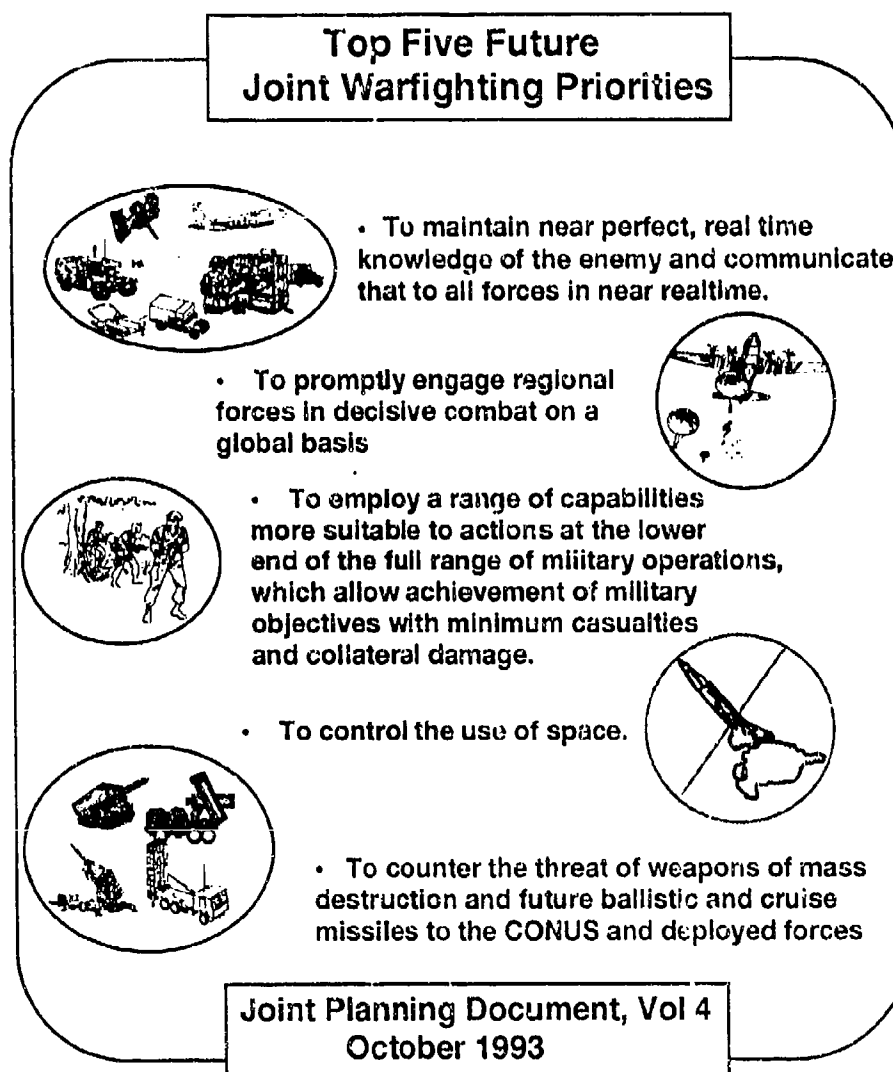 Top Five Future
Joint Warfighting Priorities
• To maintain near perfect, real time
knowledge of the enemy and communicate
that to all forces in near realtime.
• To promptly engage regional
forces in decisive combat on a
global basis
• To employ a range of capabilities
more suitable to actions at the lower
end of the full range of military operations,
which allow achievement of military
objectives with minimum casualties
and collateral damage.
• To control the use of space.
• To counter the threat of weapons of mass
destruction and future ballistic and cruise
missiles to the CONUS and deployed forces
Joint Planning Document, Vol 4
October 1993